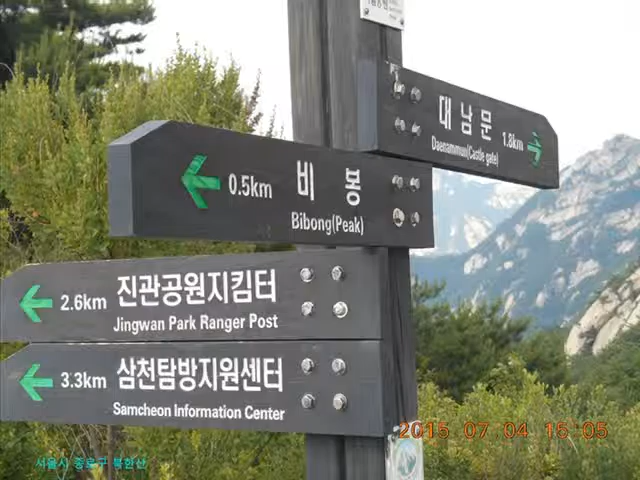 대남문
Daenammun(Castle gate)
1.8km
0.5km
비봉
Bibong(Peak)
2.6km
진관공원지킴터
Jingwan Park Ranger Post
3.3km
삼천탐방지원센터
Samcheon Information Center
2015 07 04 16:05
서울시 종로구 북한산